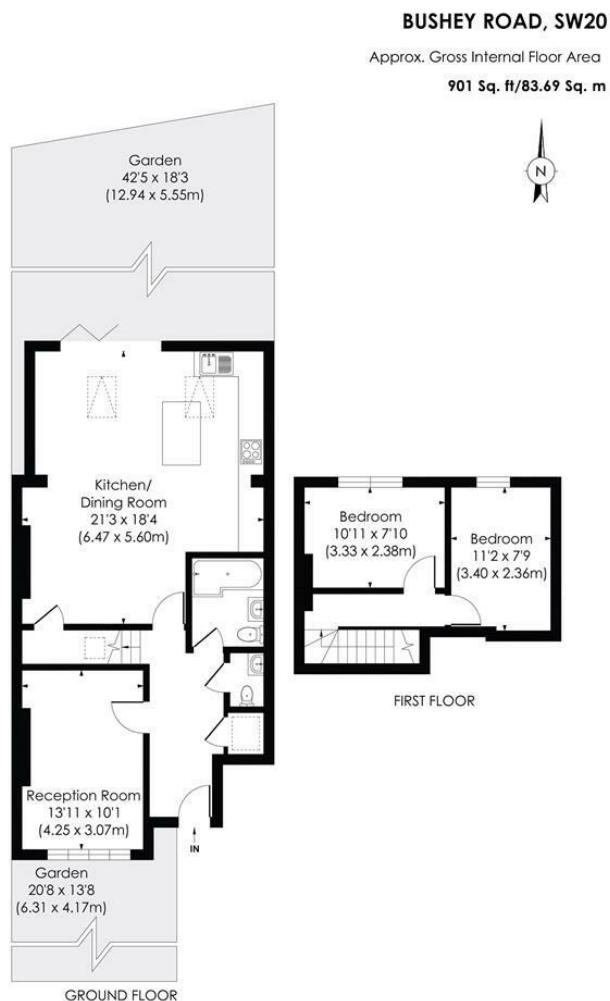 BUSHEY ROAD, SW20
Approx. Gross Internal Floor Area
901 Sq. ft/83.69 Sq. m
N
Garden
42'5 x 18'3
(12.94 x 5.55m)
Kitchen/
Dining Room
21'3 x 18'4
(6.47 x 5.60m)
Bedroom
10'11 x 7'10
(3.33 x 2.38m)
Bedroom
11'2 x 7'9
(3.40 x 2.36m)
FIRST FLOOR
Reception Room
13'11 x 10'1
(4.25 x 3.07m)
IN
Garden
20'8 x 13'8
(6.31 x 4.17m)
GROUND FLOOR